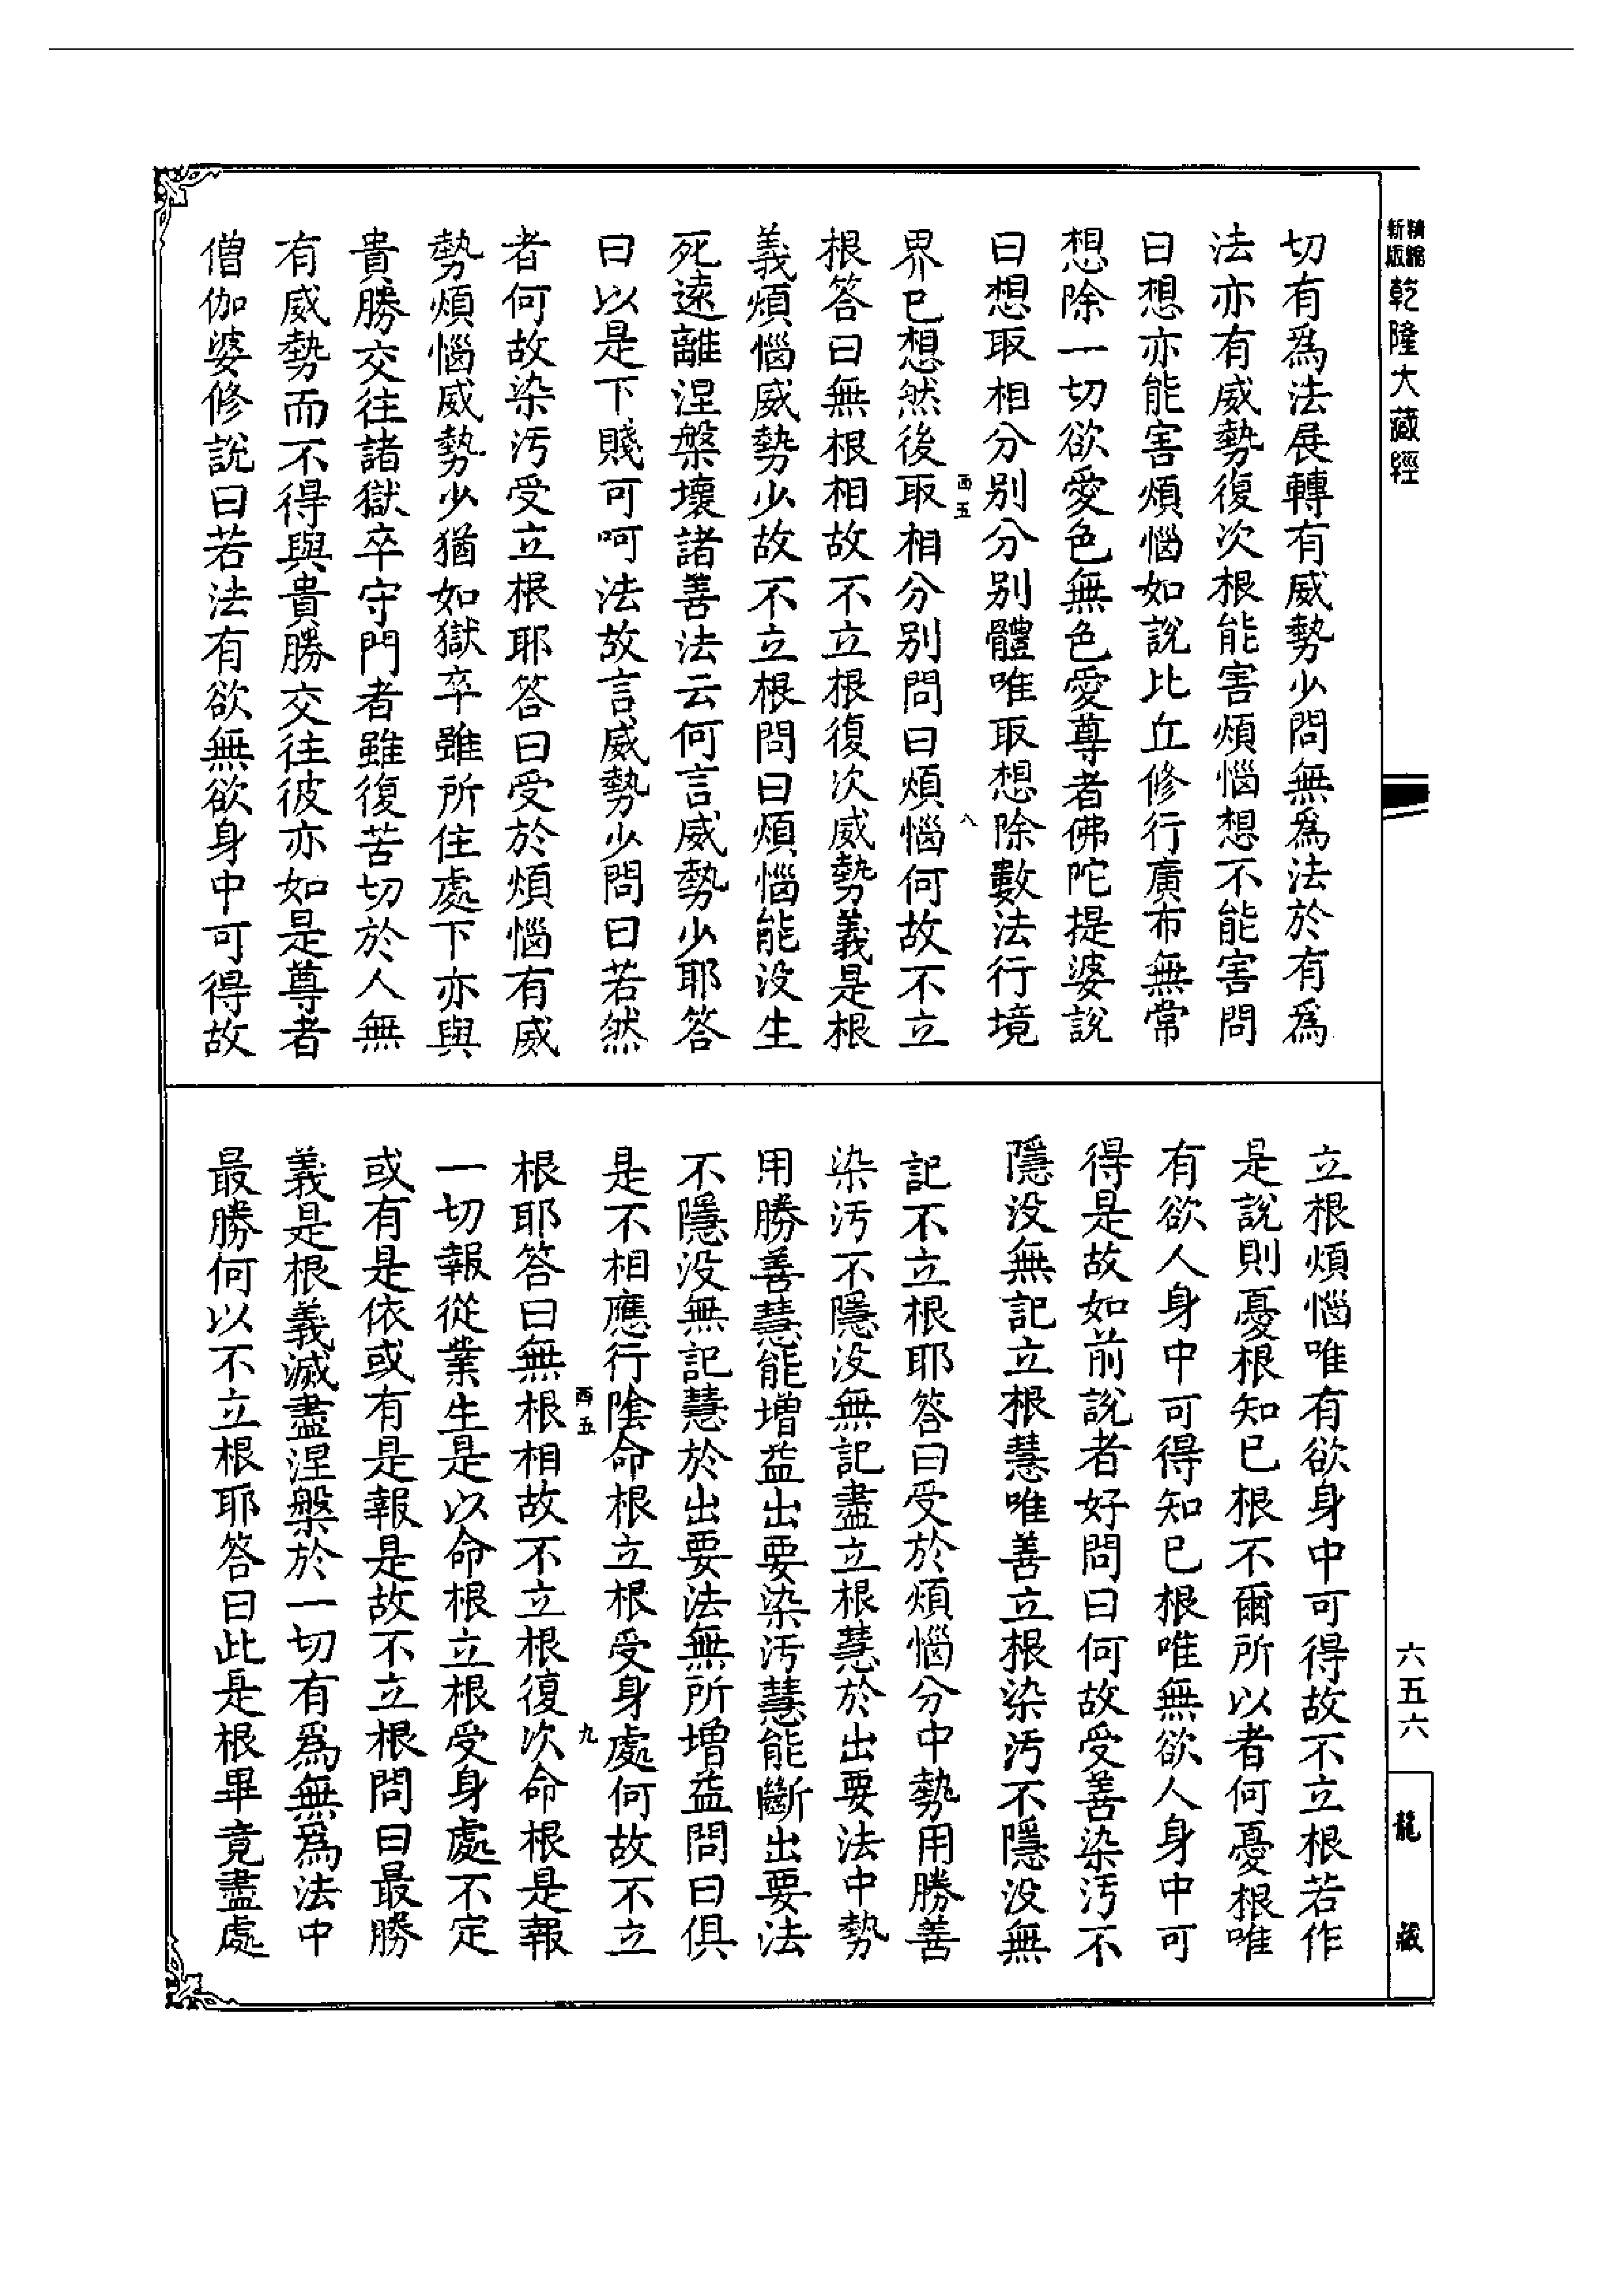 新版精縮乾隆大藏經
切有為法展轉有威勢少問無為法於有為
法亦有威勢復次根能害煩惱想不能害問
曰想亦能害煩惱如說比丘修行廣布無常
想除一切欲愛色無色愛尊者佛陀提婆說
曰想取相分別分別體唯取想除數法行境
界已想然後取相分別問曰煩惱何故不立
西五
八
根答曰無根相故不立根復次威勢義是根
義煩惱威勢少故不立根問曰煩惱能沒生
死遠離涅槃壞諸善法云何言威勢少耶答
曰以是下賤可呵法故言威勢少問曰若然
者何故染污受立根耶答曰受於煩惱有威
勢煩惱威勢少猶如獄卒雖所住處下亦與
貴勝交往諸獄卒守門者雖復苦切於人無
有威勢而不得與貴勝交往彼亦如是尊者
僧伽婆修說曰若法有欲無欲身中可得故
立根煩惱唯有欲身中可得故不立根若作
是說則憂根知已根不爾所以者何憂根唯
有欲人身中可得知已根唯無欲人身中可
得是故如前說者好問曰何故受善染污不
隱沒無記立根慧唯善立根染污不隱沒無
記不立根耶答曰受於煩惱分中勢用勝善
染污不隱沒無記盡立根慧於出要法中勢
用勝善慧能增益出要染污慧能斷出要法
不隱沒無記慧於出要法無所增益問曰俱
是不相應行陰命根立根受身處何故不立
西五
九
根耶答曰無根相故不立根復次命根是報
一切報從業生是以命根立根受身處不定
或有是依或有是報是故不立根問曰最勝
義是根義滅盡涅槃於一切有為無為法中
最勝何以不立根耶答曰此是根畢竟盡處
六五六
龍藏